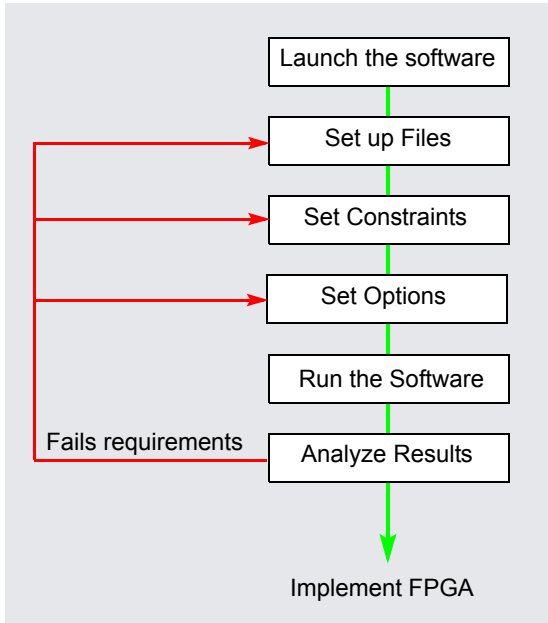 Launch the software
Set up Files
Set Constraints
Set Options
Run the Software
Fails requirements
Analyze Results
Implement FPGA